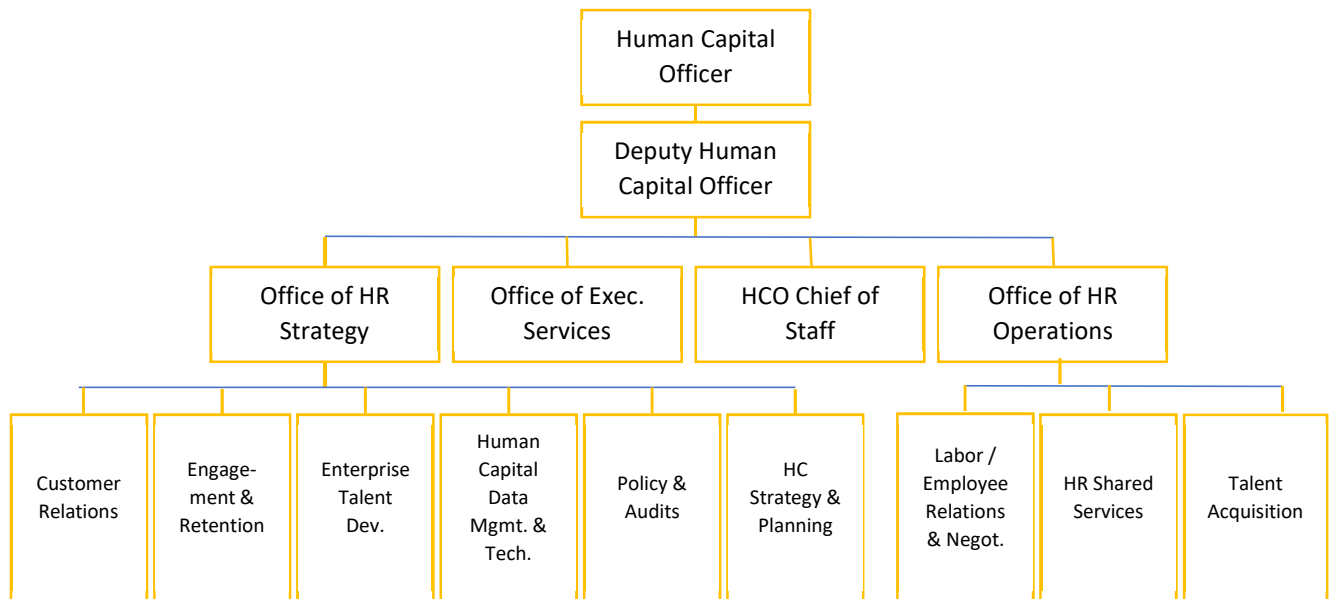 Human Capital
Officer
Deputy Human
Capital Officer
Office of HR
Strategy
Office of Exec.
Services
HCO Chief of
Staff
Office of HR
Operations
Customer
Relations
Engage-
ment &
Retention
Enterprise
Talent
Dev.
Human
Capital
Data
Mgmt. &
Tech.
Policy &
Audits
HC
Strategy &
Planning
Labor /
Employee
Relations
& Negot.
HR Shared
Services
Talent
Acquisition